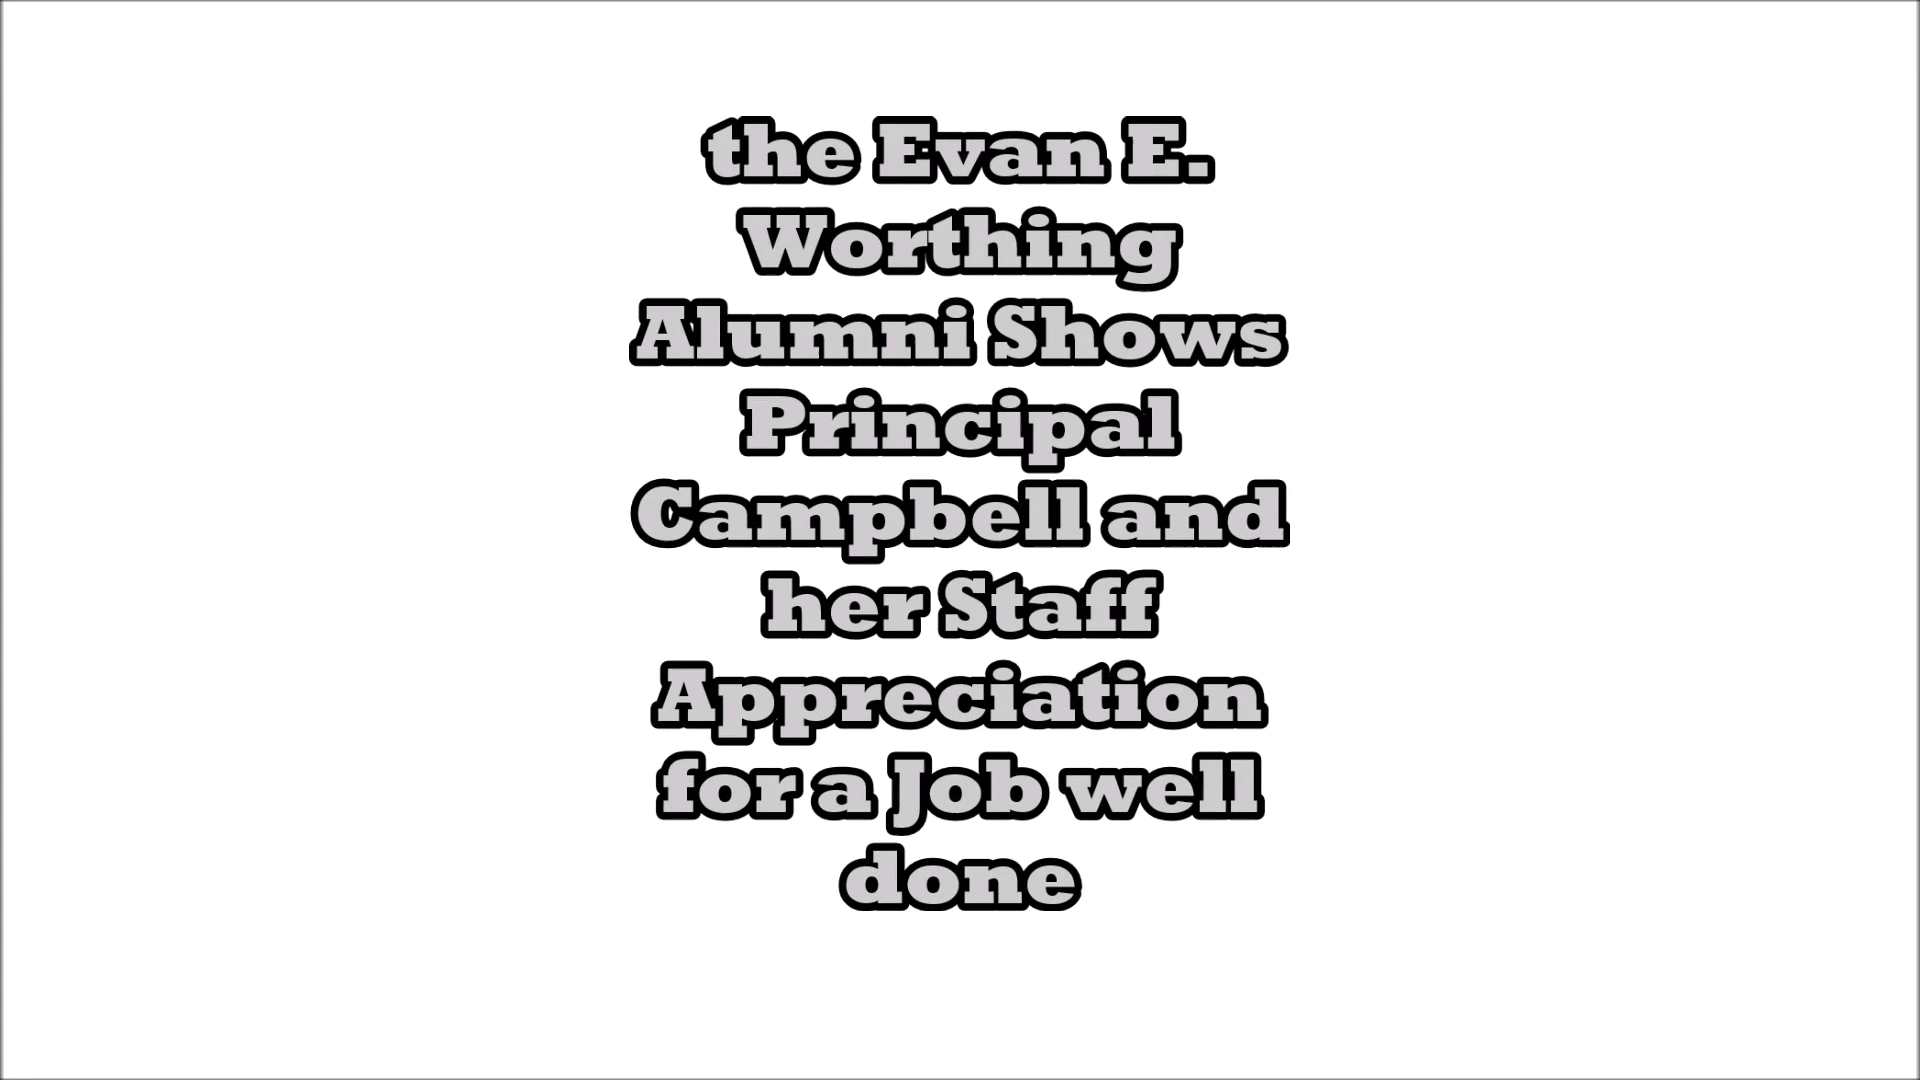 the Evan E.
Worthing
Alumni Shows
Principal
Campbell and
her Staff
Appreciation
for a Job well
done